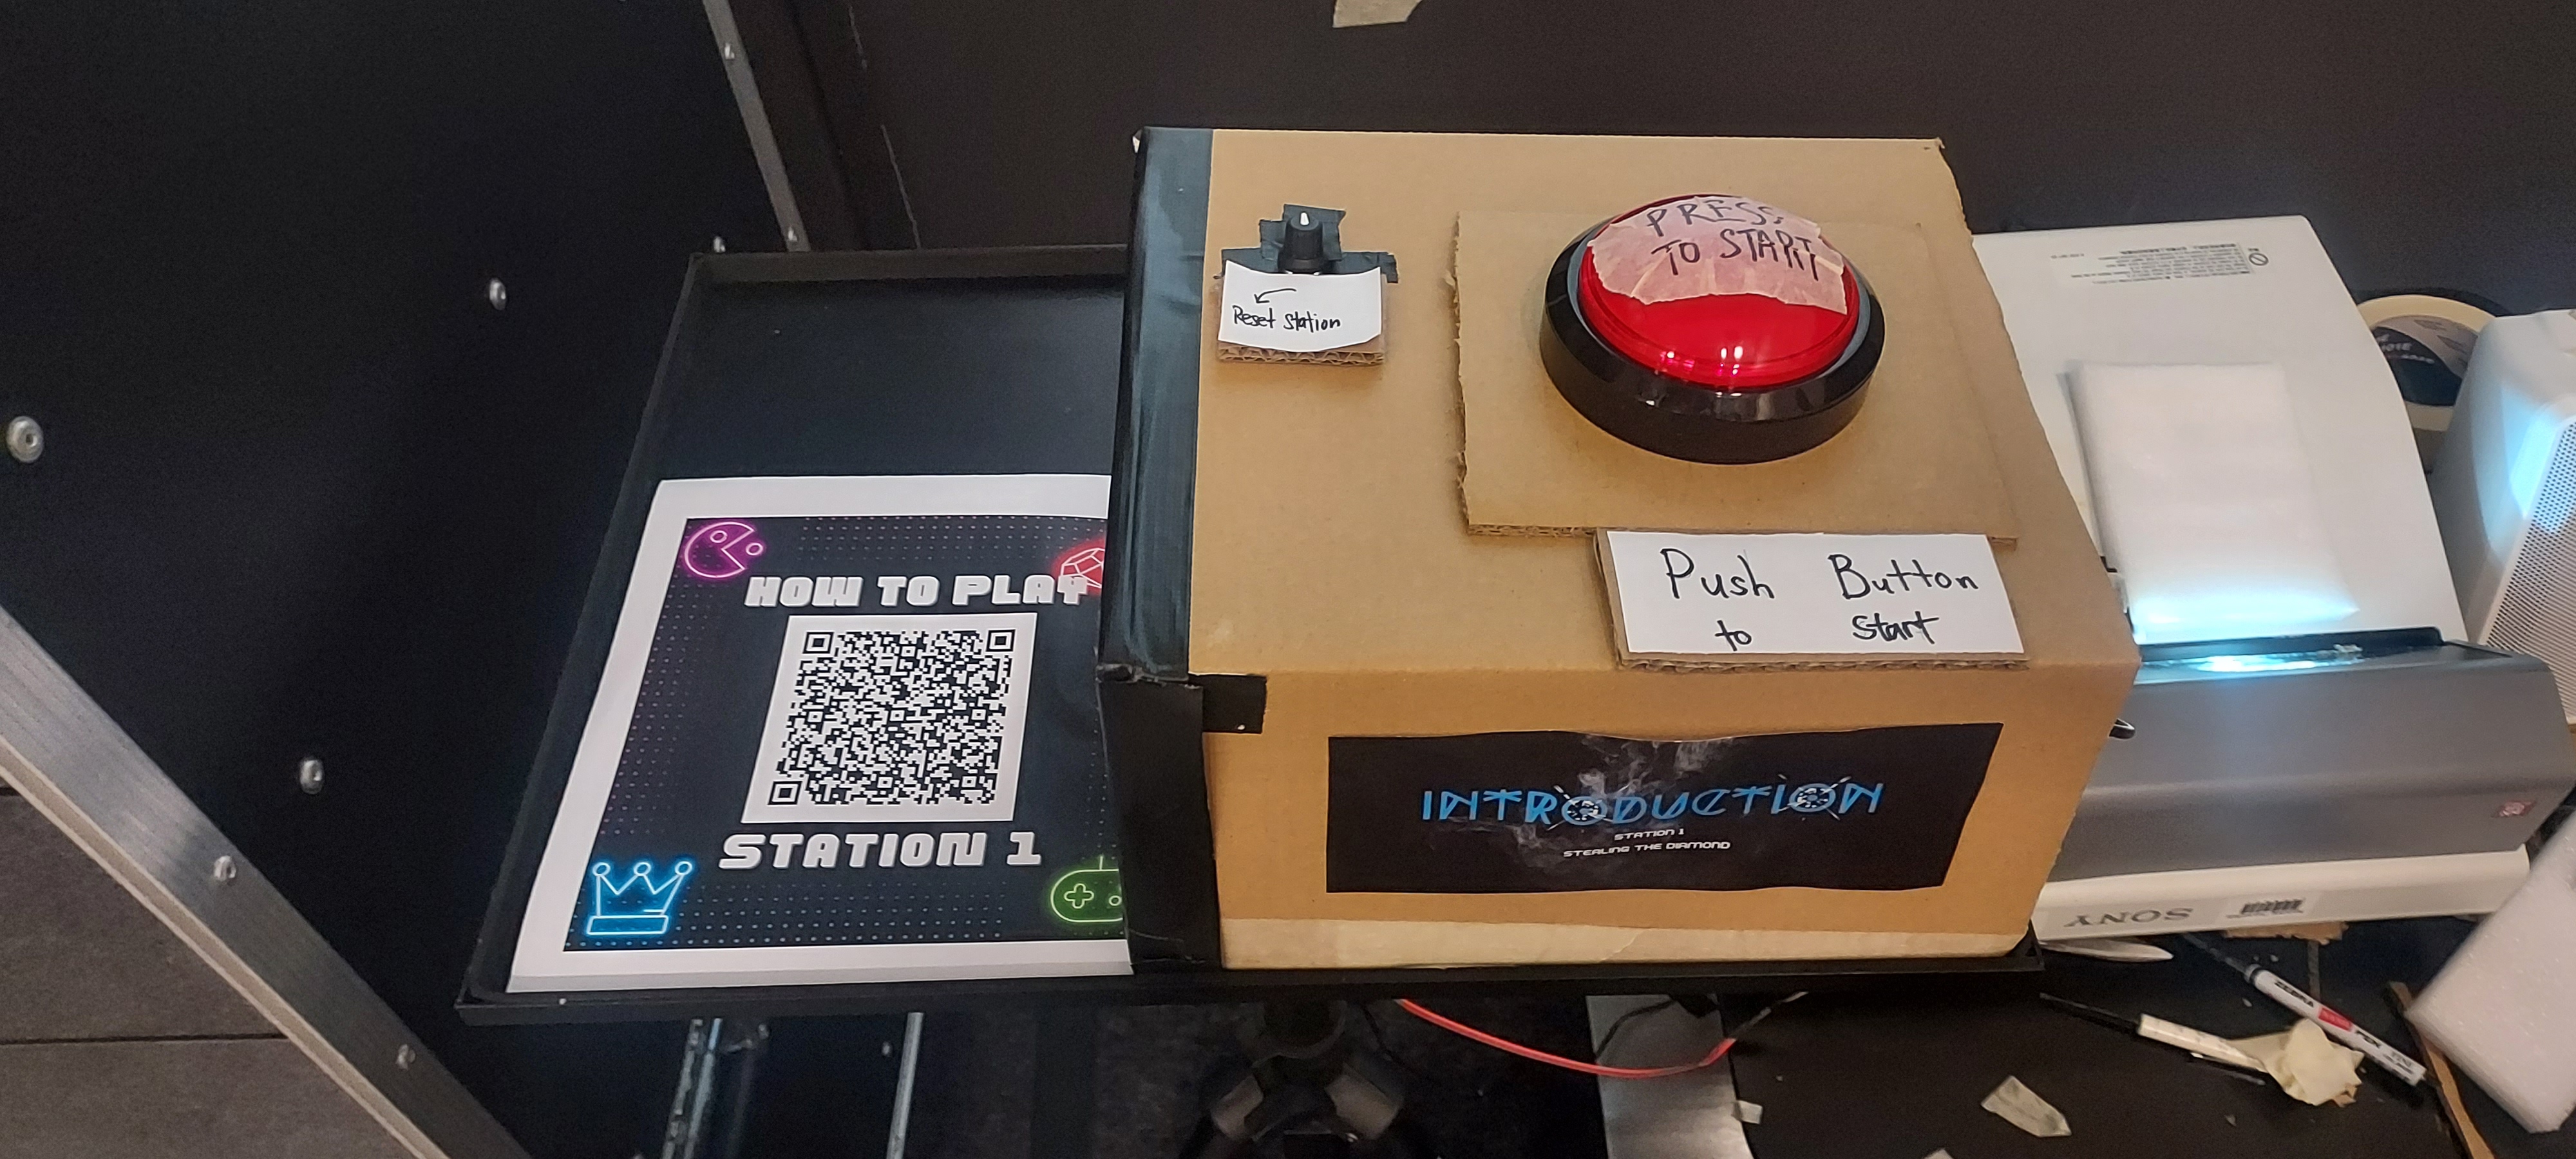 PRESS
TO START
Reset Station
Push Button
to Start
HOW TO PLAY
STATION 1
INTRODUCTION
STATION 1
STEALING THE DIAMOND
SONY
ZEBRA